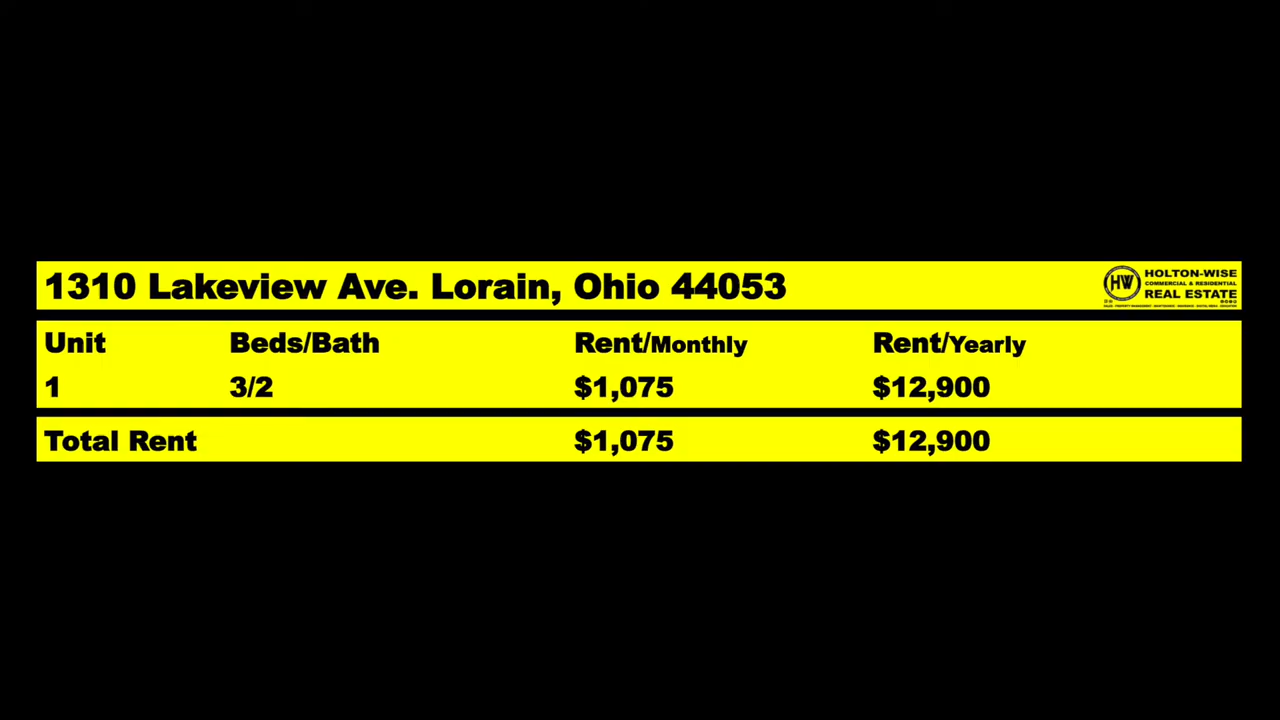 1310 Lakeview Ave. Lorain, Ohio 44053
HW
HOLTON-WISE
COMMERCIAL & RESIDENTIAL
REAL ESTATE
Unit Beds/Bath Rent/Monthly Rent/Yearly
1 3/2 $1,075 $12,900
Total Rent $1,075 $12,900